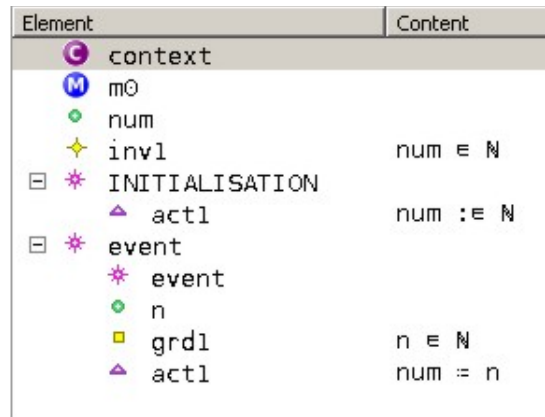 Element Content
C context
M m0
num
inv1 num ∈ ℕ
INITIALISATION
act1 num :∈ ℕ
event
event
n
grd1 n ∈ ℕ
act1 num ≔ n